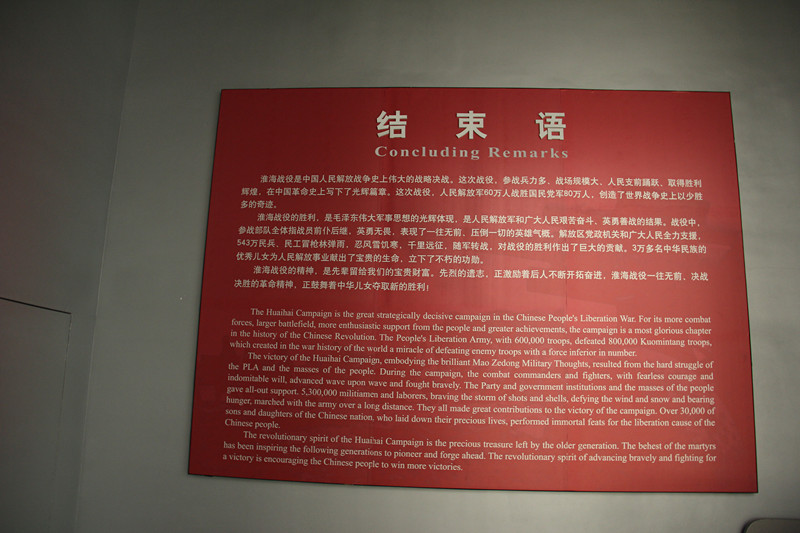 结束语
Concluding Remarks
淮海战役是中国人民解放战争史上伟大的战略决战。这次战役，参战兵力多，战场规模大，人民支前踊跃，取得胜利
辉煌，在中国革命史上写下了光辉篇章。这次战役，人民解放军60万人战胜国民党军80万人，创造了世界战争史上以少胜
多的奇迹。
淮海战役的胜利，是毛泽东伟大军事思想的光辉体现，是人民解放军和广大人民艰苦奋斗、英勇善战的结果。战役中，
参战部队全体指战员前仆后继，英勇无畏，表现了一往无前，压倒一切的英雄气概。解放区党政机关和广大人民全力支援，
543万民兵、民工冒枪林弹雨，忍风雪饥寒，千里远征，随军转战，对战役的胜利作出了巨大的贡献。3万多名中华民族的
优秀儿女为人民解放事业献出了宝贵的生命，立下了不朽的功勋。
淮海战役的精神，是先辈留给我们的宝贵财富。先烈的遗志，正激励着后人不断开拓奋进，淮海战役一往无前，决战
决胜的革命精神，正鼓舞着中华儿女夺取新的胜利！
The Huaihai Campaign is the great strategically decisive campaign in the Chinese People's Liberation War. For its more combat
forces, larger battlefield, more enthusiastic support from the people and greater achievements, the campaign is a most glorious chapter
in the history of the Chinese Revolution. The People's Liberation Army, with 600,000 troops, defeated 800,000 Kuomintang troops,
which created in the war history of the world a miracle of defeating enemy troops with a force inferior in number.
The victory of the Huaihai Campaign, embodying the brilliant Mao Zedong Military Thoughts, resulted from the hard struggle of
the PLA and the masses of the people. During the campaign, the combat commanders and fighters, with fearless courage and
indomitable will, advanced wave upon wave and fought bravely. The Party and government institutions and the masses of the people
gave all-out support. 5,300,000 militiamen and laborers, braving the storm of shots and shells, defying the wind and snow and bearing
hunger, marched with the army over a long distance. They all made great contributions to the victory of the campaign. Over 30,000 of
sons and daughters of the Chinese nation, who laid down their precious lives, performed immortal feats for the liberation cause of the
Chinese people.
The revolutionary spirit of the Huaihai Campaign is the precious treasure left by the older generation. The behest of the martyrs
has been inspiring the following generations to pioneer and forge ahead. The revolutionary spirit of advancing bravely and fighting for
a victory is encouraging the Chinese people to win more victories.